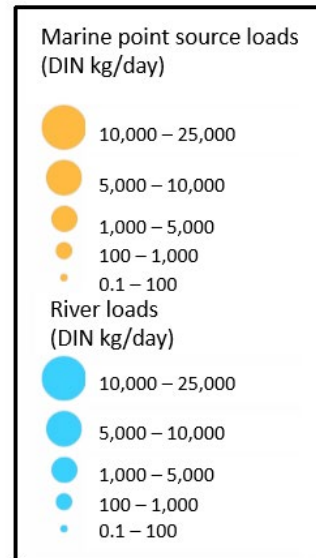 Marine point source loads
(DIN kg/day)
10,000 – 25,000
5,000 – 10,000
1,000 – 5,000
100 – 1,000
0.1 – 100
River loads
(DIN kg/day)
10,000 – 25,000
5,000 – 10,000
1,000 – 5,000
100 – 1,000
0.1 – 100